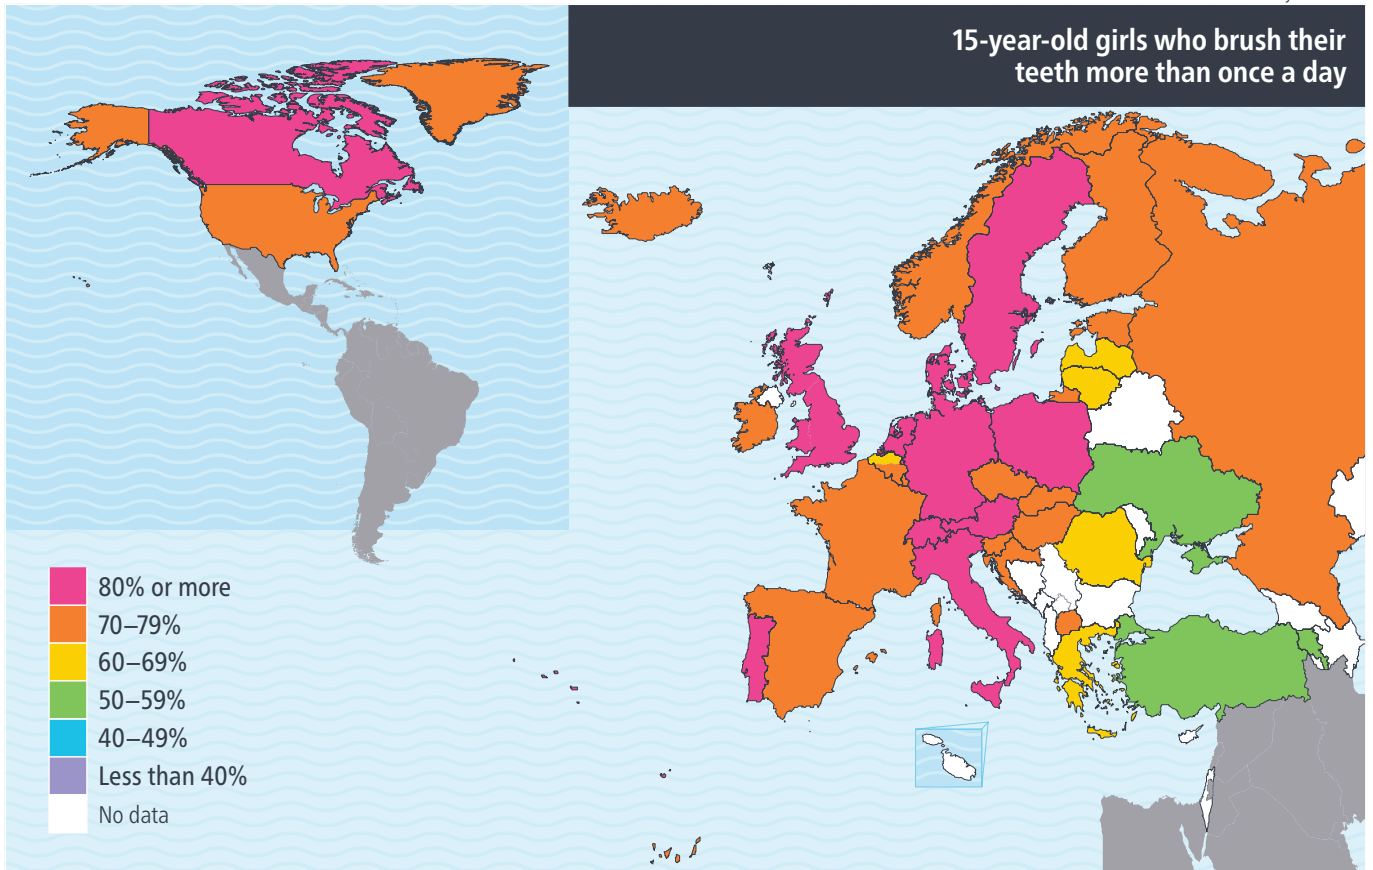 15-year-old girls who brush their
teeth more than once a day
80% or more
70–79%
60–69%
50–59%
40–49%
Less than 40%
No data